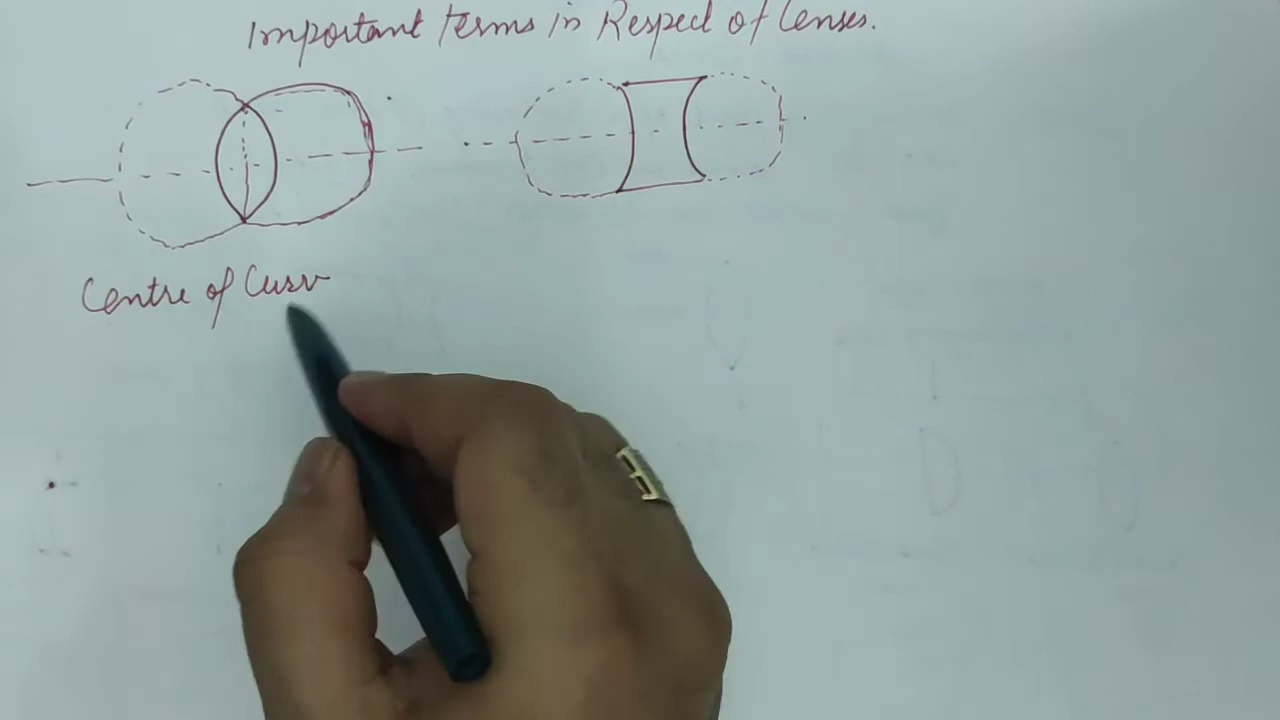 Important terms in Respect of Lenses.
Centre of Curv